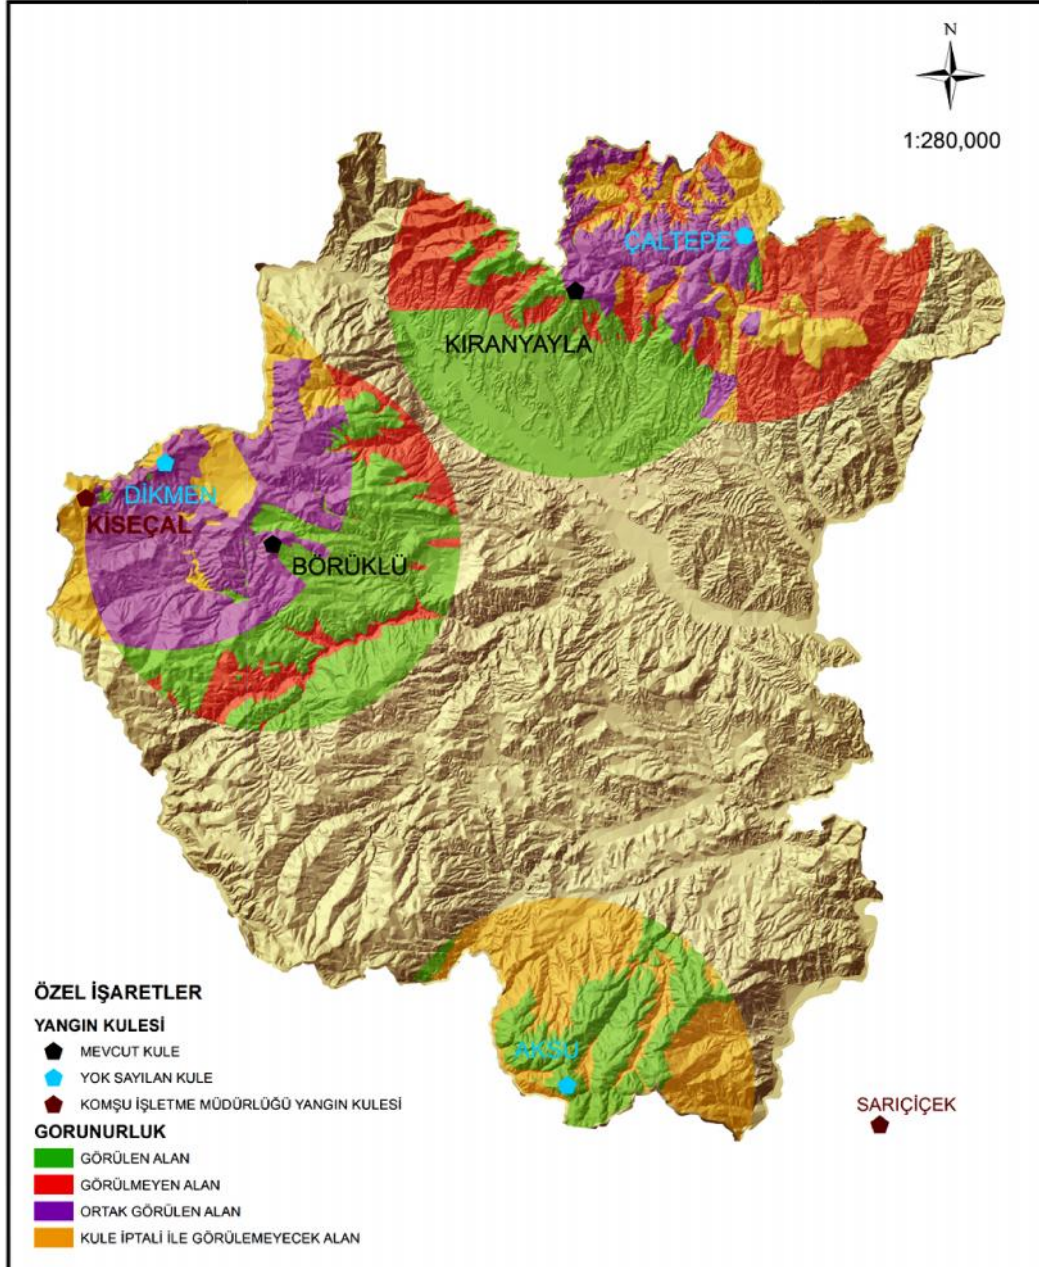 N
1:280,000
ÇALTEPE
KIRANYAYLA
DİKMEN
KİSEÇAL
BÖRÜKLÜ
AKSU
SARIÇİÇEK
ÖZEL İŞARETLER
YANGIN KULESİ
MEVCUT KULE
YOK SAYILAN KULE
KOMŞU İŞLETME MÜDÜRLÜĞÜ YANGIN KULESİ
GORUNURLUK
GÖRÜLEN ALAN
GÖRÜLMEYEN ALAN
ORTAK GÖRÜLEN ALAN
KULE İPTALİ İLE GÖRÜLEMEYECEK ALAN